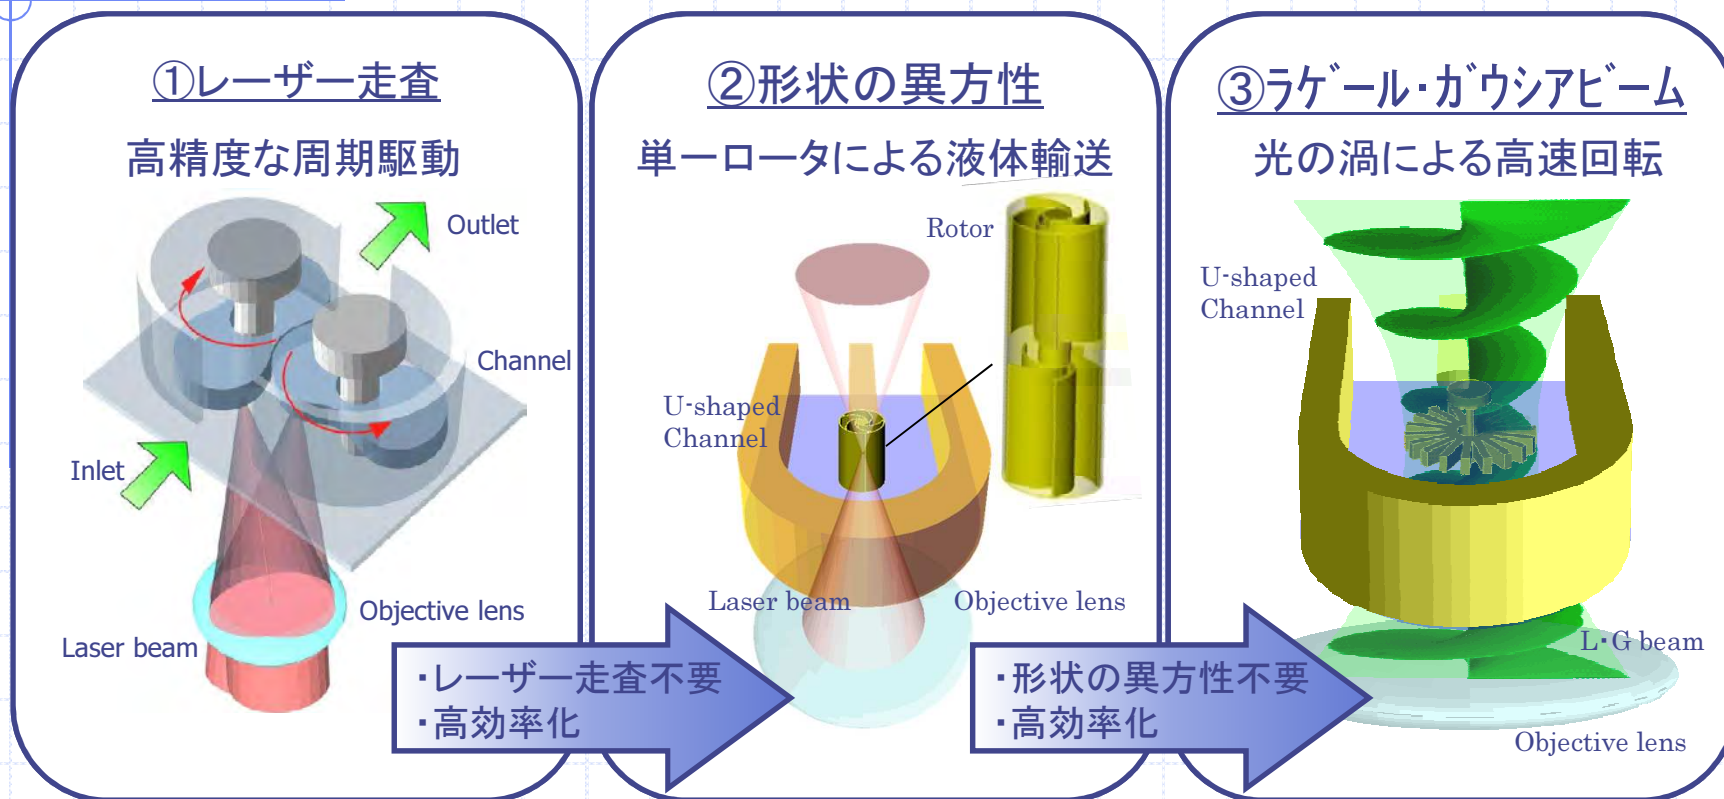 ①レーザー走査
高精度な周期駆動
Outlet
Channel
Inlet
Objective lens
Laser beam
・レーザー走査不要
・高効率化
②形状の異方性
単一ロータによる液体輸送
Rotor
U-shaped
Channel
Laser beam
Objective lens
・形状の異方性不要
・高効率化
③ラゲール・ガウシアビーム
光の渦による高速回転
U-shaped
Channel
L・G beam
Objective lens